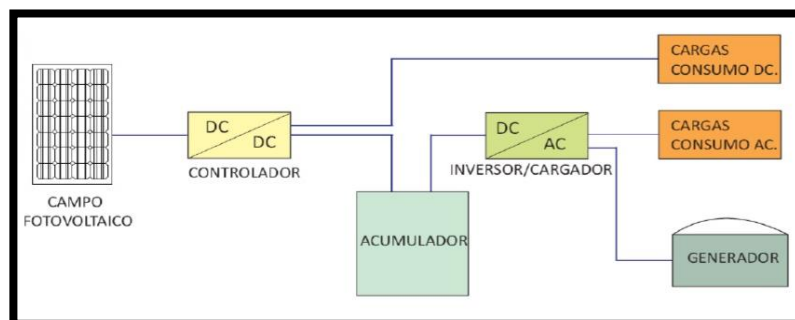 CARGAS
CONSUMO DC.
DC
DC
CONTROLADOR
CAMPO
FOTOVOLTAICO
DC
AC
INVERSOR/CARGADOR
CARGAS
CONSUMO AC.
ACUMULADOR
GENERADOR